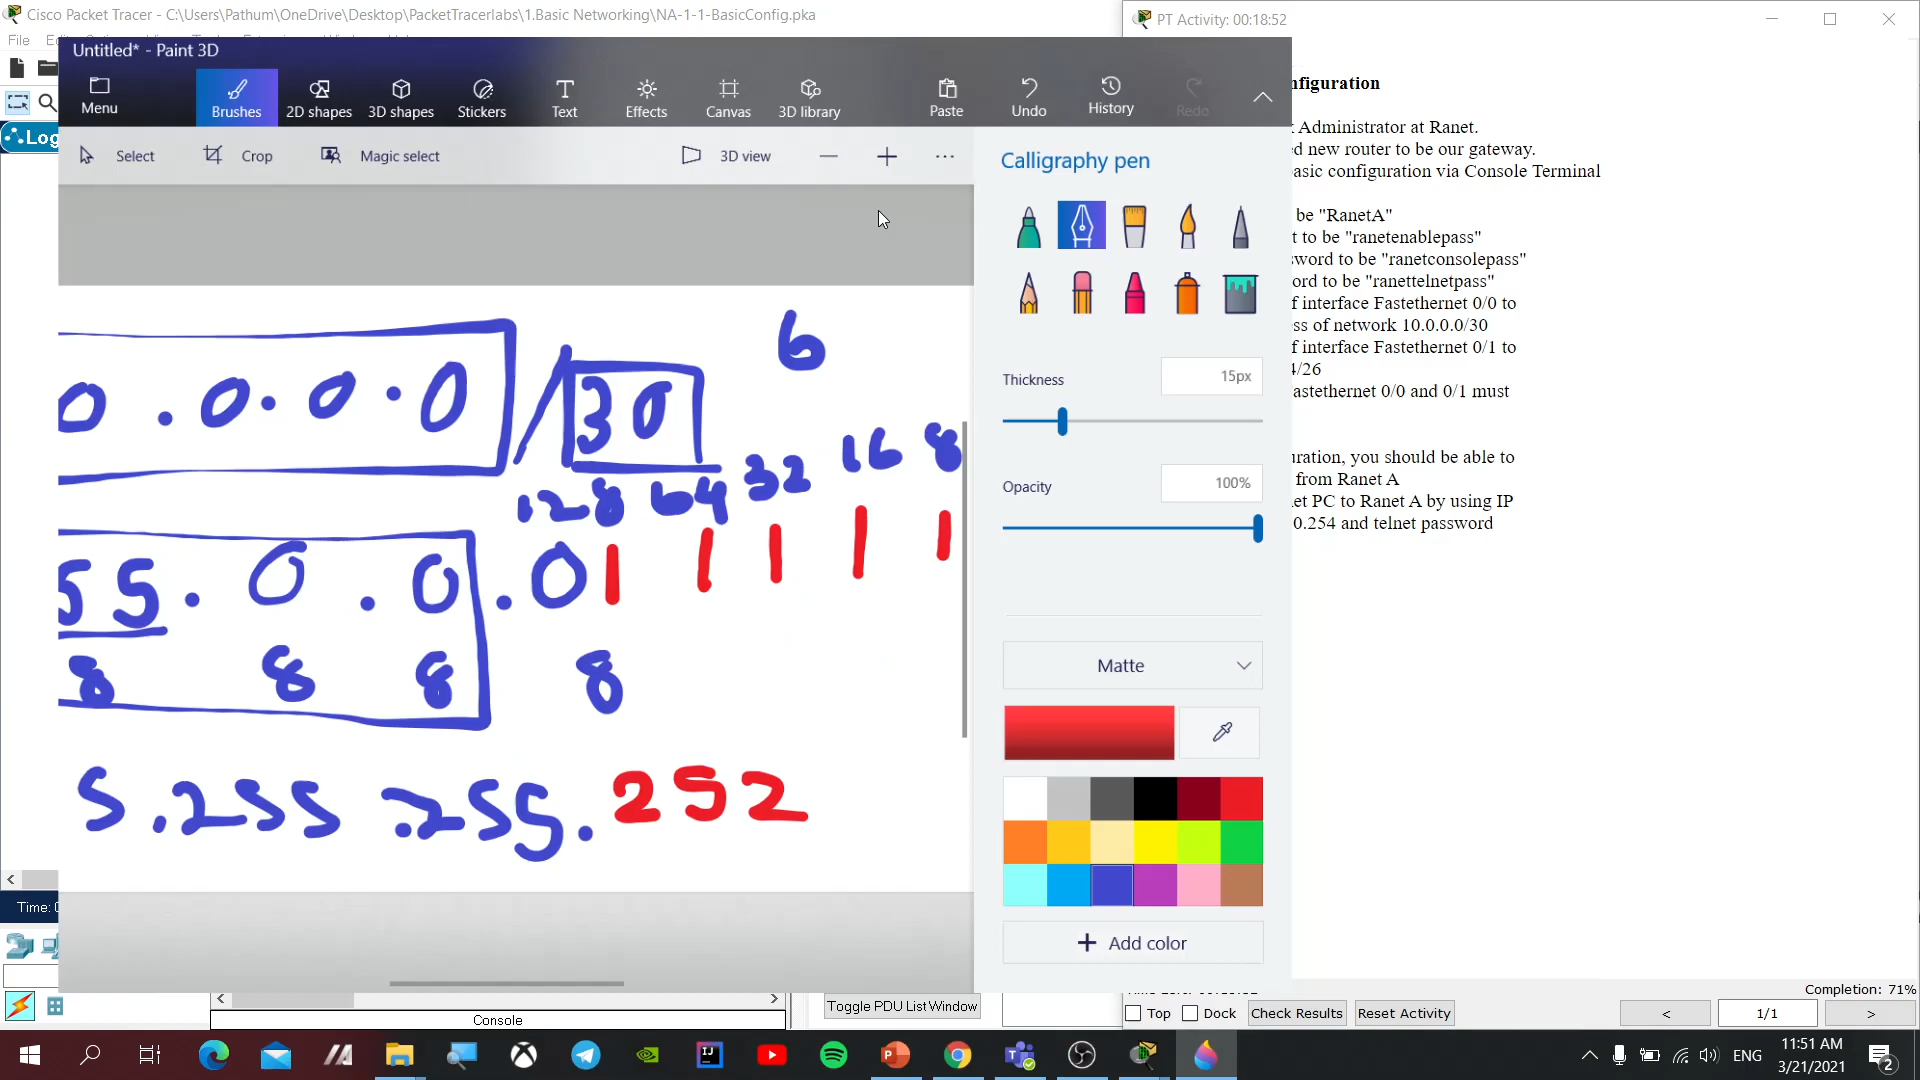 Cisco Packet Tracer - C:\Users\Pathum\OneDrive\Desktop\PacketTracerlabs\1.Basic Networking\NA-1-1-BasicConfig.pka
PT Activity: 00:18:52
File
Untitled* - Paint 3D
Menu
Brushes
2D shapes
3D shapes
Stickers
Text
Effects
Canvas
3D library
Paste
Undo
History
Redo
Log
Select
Crop
Magic select
3D view
Calligraphy pen
Thickness
15px
Opacity
100%
Matte
Add color
nfiguration
Administrator at Ranet.
d new router to be our gateway.
asic configuration via Console Terminal
be "RanetA"
t to be "ranetenablepass"
sword to be "ranetconsolepass"
ord to be "ranettelnetpass"
f interface Fastethernet 0/0 to
ss of network 10.0.0.0/30
f interface Fastethernet 0/1 to
4/26
astethernet 0/0 and 0/1 must
uration, you should be able to
from Ranet A
et PC to Ranet A by using IP
0.254 and telnet password
6
0 . 0 . 0 . 0 /30
128 64 32 16 8
55 . 0 . 0 . 0 1 1 1 1 1
8 8 8 8
5 .255 .255. 252
Time: 0
Completion: 71%
Toggle PDU List Window
Console
Top
Dock
Check Results
Reset Activity
<
1/1
>
ENG
11:51 AM
3/21/2021
2